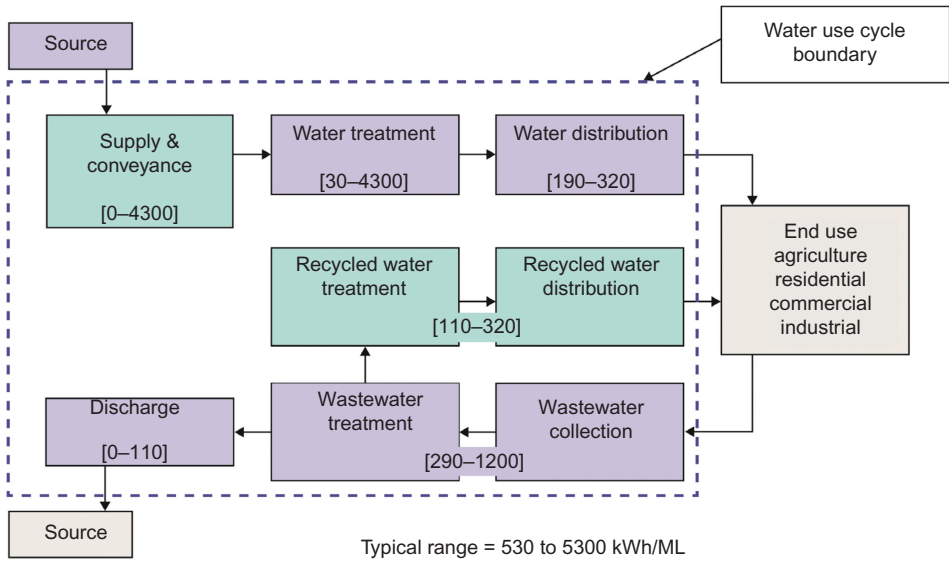 Source
Water use cycle
boundary
Supply &
conveyance
[0–4300]
Water treatment
[30–4300]
Water distribution
[190–320]
End use
agriculture
residential
commercial
industrial
Recycled water
treatment
Recycled water
distribution
[110–320]
Discharge
[0–110]
Wastewater
treatment
Wastewater
collection
[290–1200]
Source
Typical range = 530 to 5300 kWh/ML